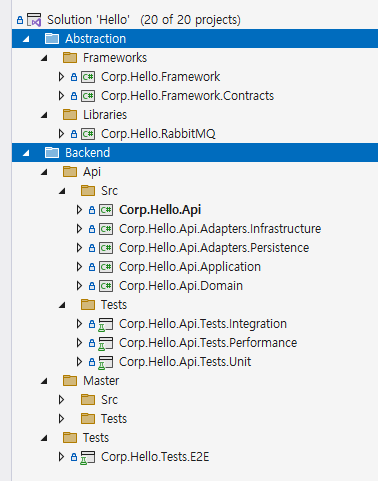 Solution 'Hello' (20 of 20 projects)
Abstraction
Frameworks
Corp.Hello.Framework
Corp.Hello.Framework.Contracts
Libraries
Corp.Hello.RabbitMQ
Backend
Api
Src
Corp.Hello.Api
Corp.Hello.Api.Adapters.Infrastructure
Corp.Hello.Api.Adapters.Persistence
Corp.Hello.Api.Application
Corp.Hello.Api.Domain
Tests
Corp.Hello.Api.Tests.Integration
Corp.Hello.Api.Tests.Performance
Corp.Hello.Api.Tests.Unit
Master
Src
Tests
Tests
Corp.Hello.Tests.E2E